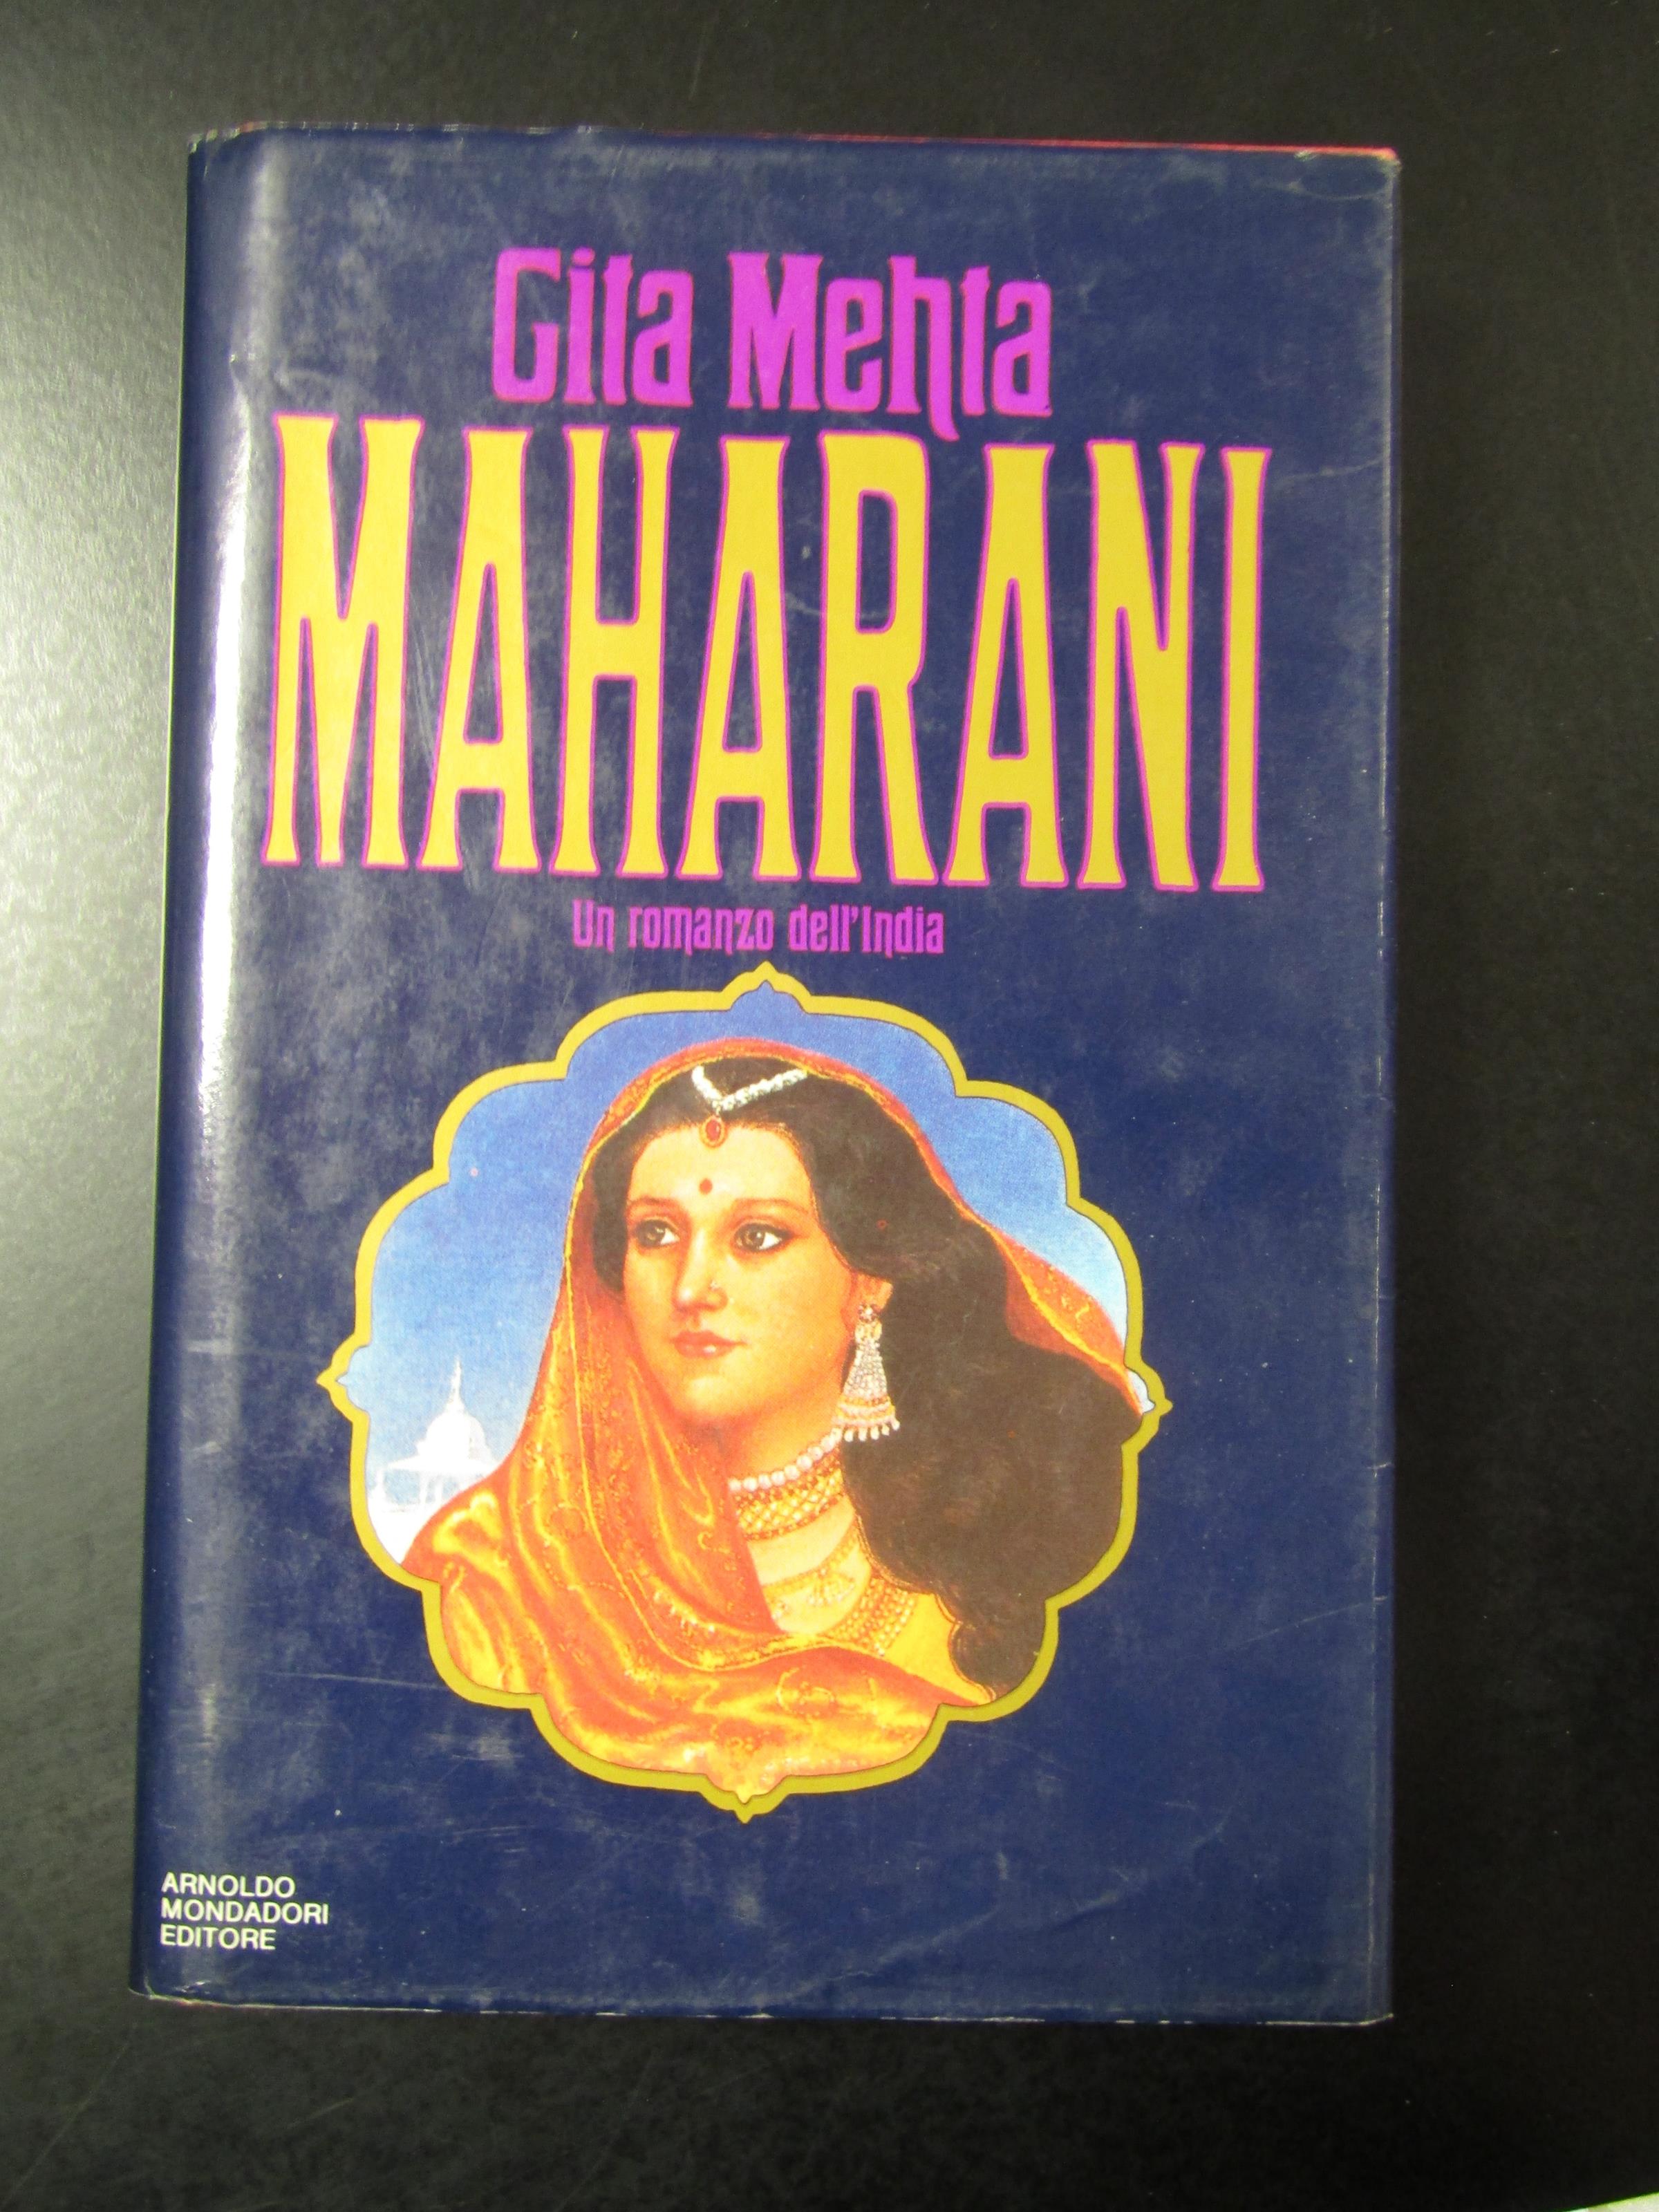 Gita Mehta
MAHARANI
Un romanzo dell'India
ARNOLDO
MONDADORI
EDITORE